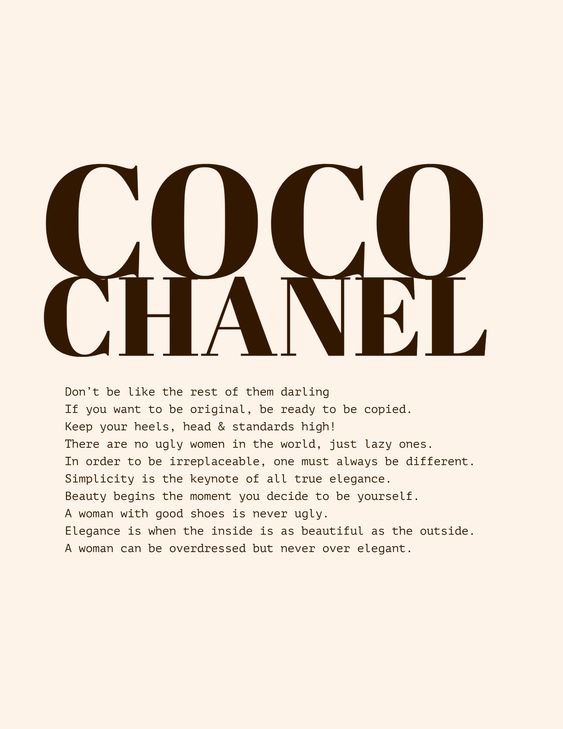 COCO
CHANEL
Don’t be like the rest of them darling
If you want to be original, be ready to be copied.
Keep your heels, head & standards high!
There are no ugly women in the world, just lazy ones.
In order to be irreplaceable, one must always be different.
Simplicity is the keynote of all true elegance.
Beauty begins the moment you decide to be yourself.
A woman with good shoes is never ugly.
Elegance is when the inside is as beautiful as the outside.
A woman can be overdressed but never over elegant.